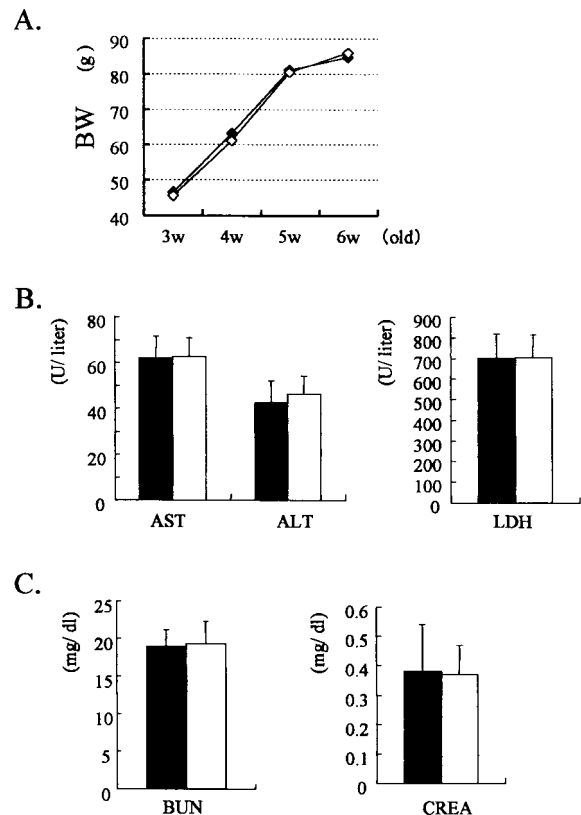 A.
BW (g)
90
80
70
60
50
40
3w 4w 5w 6w (old)
B.
(U/ liter)
80
60
40
20
0
AST ALT
(U/ liter)
900
800
700
600
500
400
300
200
100
0
LDH
C.
(mg/ dl)
25
20
15
10
5
0
BUN
(mg/ dl)
0.6
0.5
0.4
0.3
0.2
0.1
0
CREA